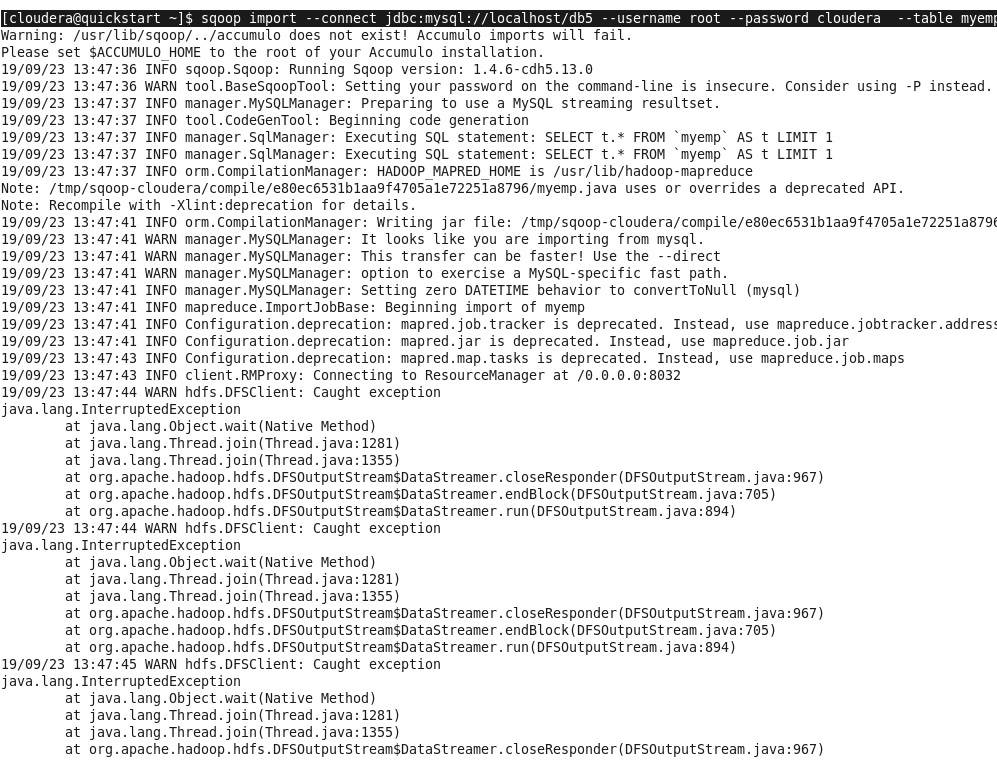 [cloudera@quickstart ~]$ sqoop import --connect jdbc:mysql://localhost/db5 --username root --password cloudera  --table myemp
Warning: /usr/lib/sqoop/../accumulo does not exist! Accumulo imports will fail.
Please set $ACCUMULO_HOME to the root of your Accumulo installation.
19/09/23 13:47:36 INFO sqoop.Sqoop: Running Sqoop version: 1.4.6-cdh5.13.0
19/09/23 13:47:36 WARN tool.BaseSqoopTool: Setting your password on the command-line is insecure. Consider using -P instead.
19/09/23 13:47:37 INFO manager.MySQLManager: Preparing to use a MySQL streaming resultset.
19/09/23 13:47:37 INFO tool.CodeGenTool: Beginning code generation
19/09/23 13:47:37 INFO manager.SqlManager: Executing SQL statement: SELECT t.* FROM `myemp` AS t LIMIT 1
19/09/23 13:47:37 INFO manager.SqlManager: Executing SQL statement: SELECT t.* FROM `myemp` AS t LIMIT 1
19/09/23 13:47:37 INFO orm.CompilationManager: HADOOP_MAPRED_HOME is /usr/lib/hadoop-mapreduce
Note: /tmp/sqoop-cloudera/compile/e80ec6531b1aa9f4705a1e72251a8796/myemp.java uses or overrides a deprecated API.
Note: Recompile with -Xlint:deprecation for details.
19/09/23 13:47:41 INFO orm.CompilationManager: Writing jar file: /tmp/sqoop-cloudera/compile/e80ec6531b1aa9f4705a1e72251a8796
19/09/23 13:47:41 WARN manager.MySQLManager: It looks like you are importing from mysql.
19/09/23 13:47:41 WARN manager.MySQLManager: This transfer can be faster! Use the --direct
19/09/23 13:47:41 WARN manager.MySQLManager: option to exercise a MySQL-specific fast path.
19/09/23 13:47:41 INFO manager.MySQLManager: Setting zero DATETIME behavior to convertToNull (mysql)
19/09/23 13:47:41 INFO mapreduce.ImportJobBase: Beginning import of myemp
19/09/23 13:47:41 INFO Configuration.deprecation: mapred.job.tracker is deprecated. Instead, use mapreduce.jobtracker.address
19/09/23 13:47:41 INFO Configuration.deprecation: mapred.jar is deprecated. Instead, use mapreduce.job.jar
19/09/23 13:47:43 INFO Configuration.deprecation: mapred.map.tasks is deprecated. Instead, use mapreduce.job.maps
19/09/23 13:47:43 INFO client.RMProxy: Connecting to ResourceManager at /0.0.0.0:8032
19/09/23 13:47:44 WARN hdfs.DFSClient: Caught exception
java.lang.InterruptedException
        at java.lang.Object.wait(Native Method)
        at java.lang.Thread.join(Thread.java:1281)
        at java.lang.Thread.join(Thread.java:1355)
        at org.apache.hadoop.hdfs.DFSOutputStream$DataStreamer.closeResponder(DFSOutputStream.java:967)
        at org.apache.hadoop.hdfs.DFSOutputStream$DataStreamer.endBlock(DFSOutputStream.java:705)
        at org.apache.hadoop.hdfs.DFSOutputStream$DataStreamer.run(DFSOutputStream.java:894)
19/09/23 13:47:44 WARN hdfs.DFSClient: Caught exception
java.lang.InterruptedException
        at java.lang.Object.wait(Native Method)
        at java.lang.Thread.join(Thread.java:1281)
        at java.lang.Thread.join(Thread.java:1355)
        at org.apache.hadoop.hdfs.DFSOutputStream$DataStreamer.closeResponder(DFSOutputStream.java:967)
        at org.apache.hadoop.hdfs.DFSOutputStream$DataStreamer.endBlock(DFSOutputStream.java:705)
        at org.apache.hadoop.hdfs.DFSOutputStream$DataStreamer.run(DFSOutputStream.java:894)
19/09/23 13:47:45 WARN hdfs.DFSClient: Caught exception
java.lang.InterruptedException
        at java.lang.Object.wait(Native Method)
        at java.lang.Thread.join(Thread.java:1281)
        at java.lang.Thread.join(Thread.java:1355)
        at org.apache.hadoop.hdfs.DFSOutputStream$DataStreamer.closeResponder(DFSOutputStream.java:967)